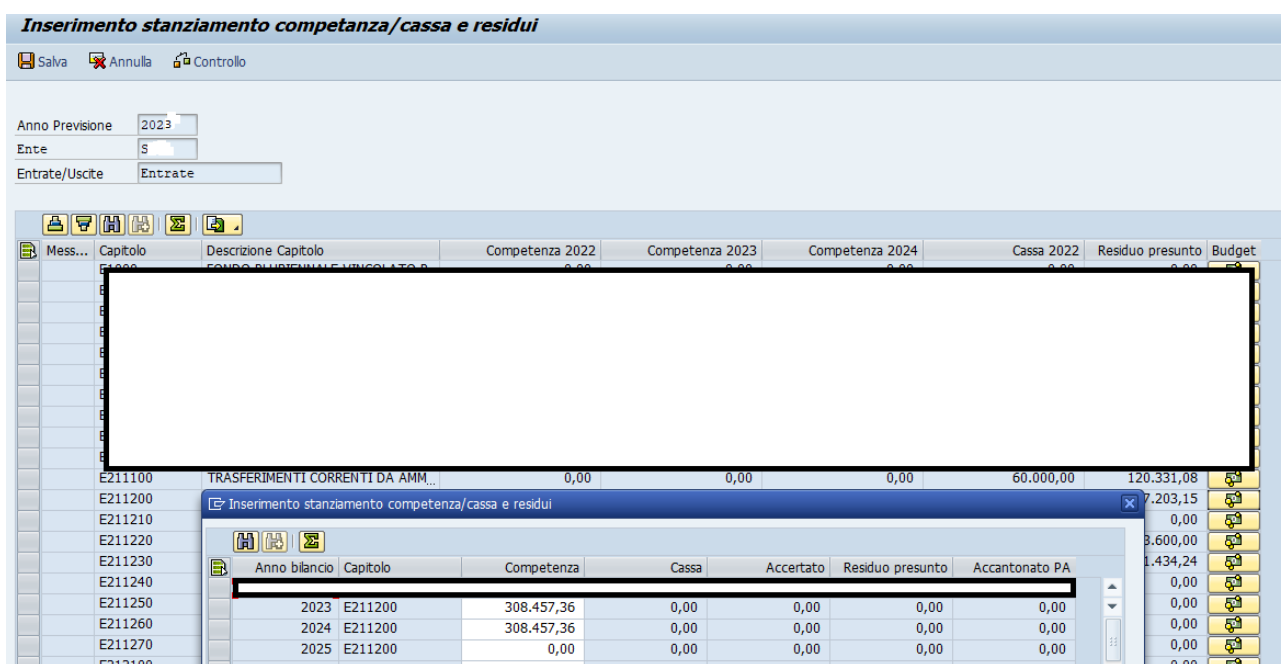 Inserimento stanziamento competanza/cassa e residui
Salva Annulla Controllo
Anno Previsione 2023
Ente S
Entrate/Uscite Entrate
Mess... Capitolo Descrizione Capitolo Competenza 2022 Competenza 2023 Competenza 2024 Cassa 2022 Residuo presunto Budget
E211100 TRASFERIMENTI CORRENTI DA AMM... 0,00 0,00 0,00 60.000,00 120.331,08
E211200 7.203,15
Inserimento stanziamento competenza/cassa e residui
E211210 0,00
E211220 3.600,00
E211230 1.434,24
Anno bilancio Capitolo Competenza Cassa Accertato Residuo presunto Accantonato PA
E211240 0,00
E211250 2023 E211200 308.457,36 0,00 0,00 0,00 0,00 0,00
E211260 2024 E211200 308.457,36 0,00 0,00 0,00 0,00 0,00
E211270 2025 E211200 0,00 0,00 0,00 0,00 0,00 0,00